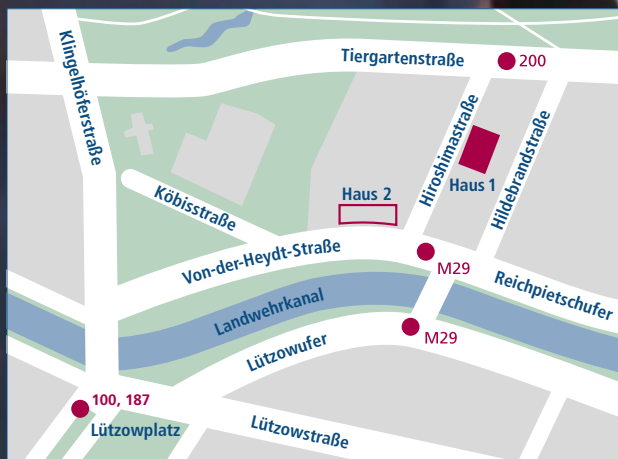 Klingelhöferstraße
Tiergartenstraße
200
Hiroshimastraße
Haus 1
Hildebrandstraße
Köbisstraße
Haus 2
Von-der-Heydt-Straße
M29
Reichpietschufer
Landwehrkanal
M29
Lützowufer
100, 187
Lützowplatz
Lützowstraße